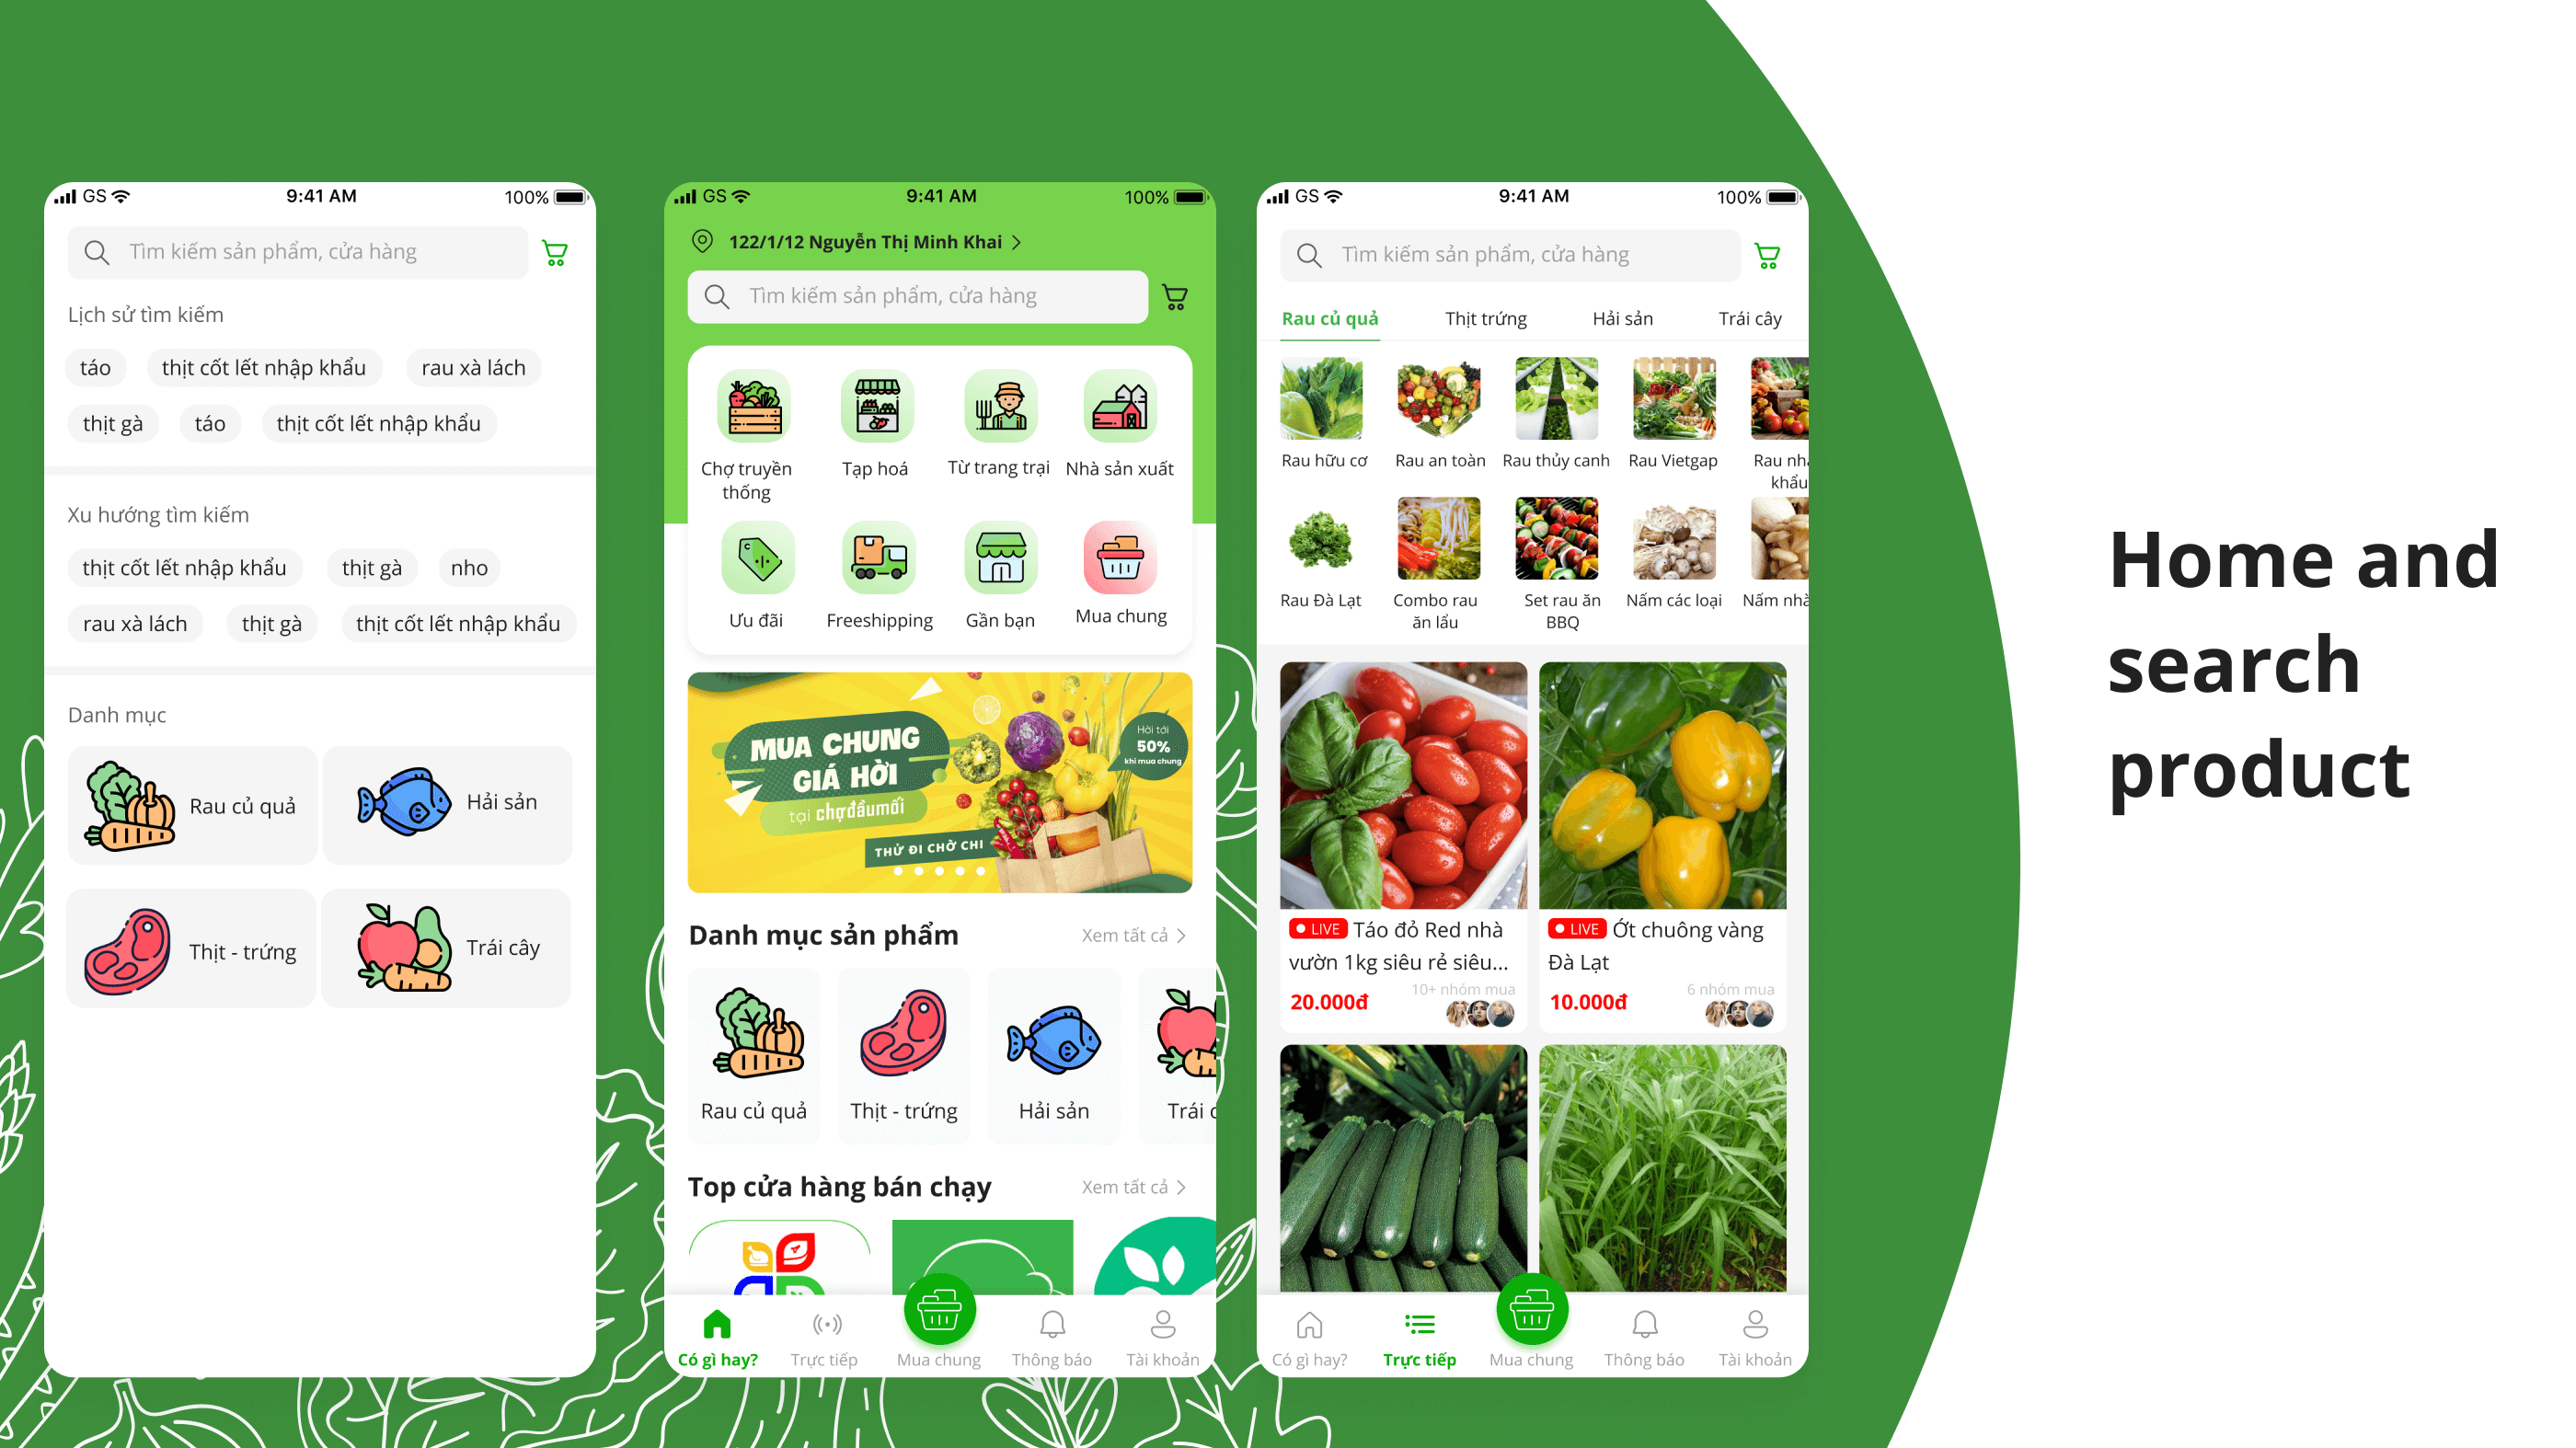 GS 9:41 AM 100%
Tìm kiếm sản phẩm, cửa hàng
Lịch sử tìm kiếm
táo thịt cốt lết nhập khẩu rau xà lách
thịt gà táo thịt cốt lết nhập khẩu
Xu hướng tìm kiếm
thịt cốt lết nhập khẩu thịt gà nho
rau xà lách thịt gà thịt cốt lết nhập khẩu
Danh mục
Rau củ quả Hải sản
Thịt - trứng Trái cây
GS 9:41 AM 100%
122/1/12 Nguyễn Thị Minh Khai
Tìm kiếm sản phẩm, cửa hàng
Chợ truyền thống Tạp hoá Từ trang trại Nhà sản xuất
Ưu đãi Freeshipping Gần bạn Mua chung
MUA CHUNG
GIÁ HỜI
tại chợđầumối
THỬ ĐI CHỜ CHI
Hời tới
50%
khi mua chung
Danh mục sản phẩm Xem tất cả
Rau củ quả Thịt - trứng Hải sản Trái c
Top cửa hàng bán chạy Xem tất cả
Có gì hay? Trực tiếp Mua chung Thông báo Tài khoản
GS 9:41 AM 100%
Tìm kiếm sản phẩm, cửa hàng
Rau củ quả Thịt trứng Hải sản Trái cây
Rau hữu cơ Rau an toàn Rau thủy canh Rau Vietgap Rau nhậ
khẩu
Rau Đà Lạt Combo rau Set rau ăn Nấm các loại Nấm nhậ
ăn lẩu BBQ
LIVE Táo đỏ Red nhà
vườn 1kg siêu rẻ siêu...
20.000đ 10+ nhóm mua
LIVE Ớt chuông vàng
Đà Lạt
10.000đ 6 nhóm mua
Có gì hay? Trực tiếp Mua chung Thông báo Tài khoản
Home and
search
product